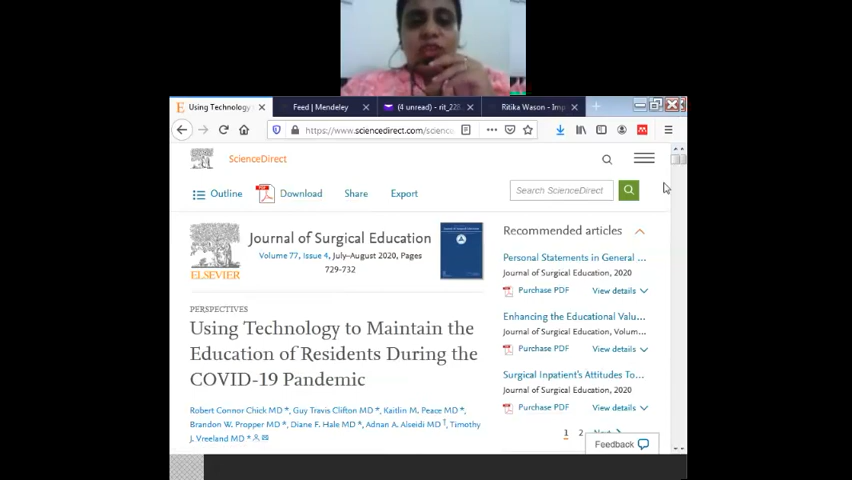 Using Technology
Feed | Mendeley
(4 unread) - rit_
Ritika Wason - Imp
https://www.sciencedirect.com/scienc
ScienceDirect
Outline
Download
Share
Export
Search ScienceDirect
ELSEVIER
Journal of Surgical Education
Volume 77, Issue 4, July–August 2020, Pages
729-732
PERSPECTIVES
Using Technology to Maintain the
Education of Residents During the
COVID-19 Pandemic
Robert Connor Chick MD *, Guy Travis Clifton MD *, Kaitlin M. Peace MD *,
Brandon W. Propper MD *, Diane F. Hale MD *, Adnan A. Alseidi MD †, Timothy
J. Vreeland MD *
Recommended articles
Personal Statements in General ...
Journal of Surgical Education, 2020
Purchase PDF View details
Enhancing the Educational Valu...
Journal of Surgical Education, Volum...
Purchase PDF View details
Surgical Inpatient's Attitudes To...
Journal of Surgical Education, 2020
Purchase PDF View details
1 2 Next
Feedback